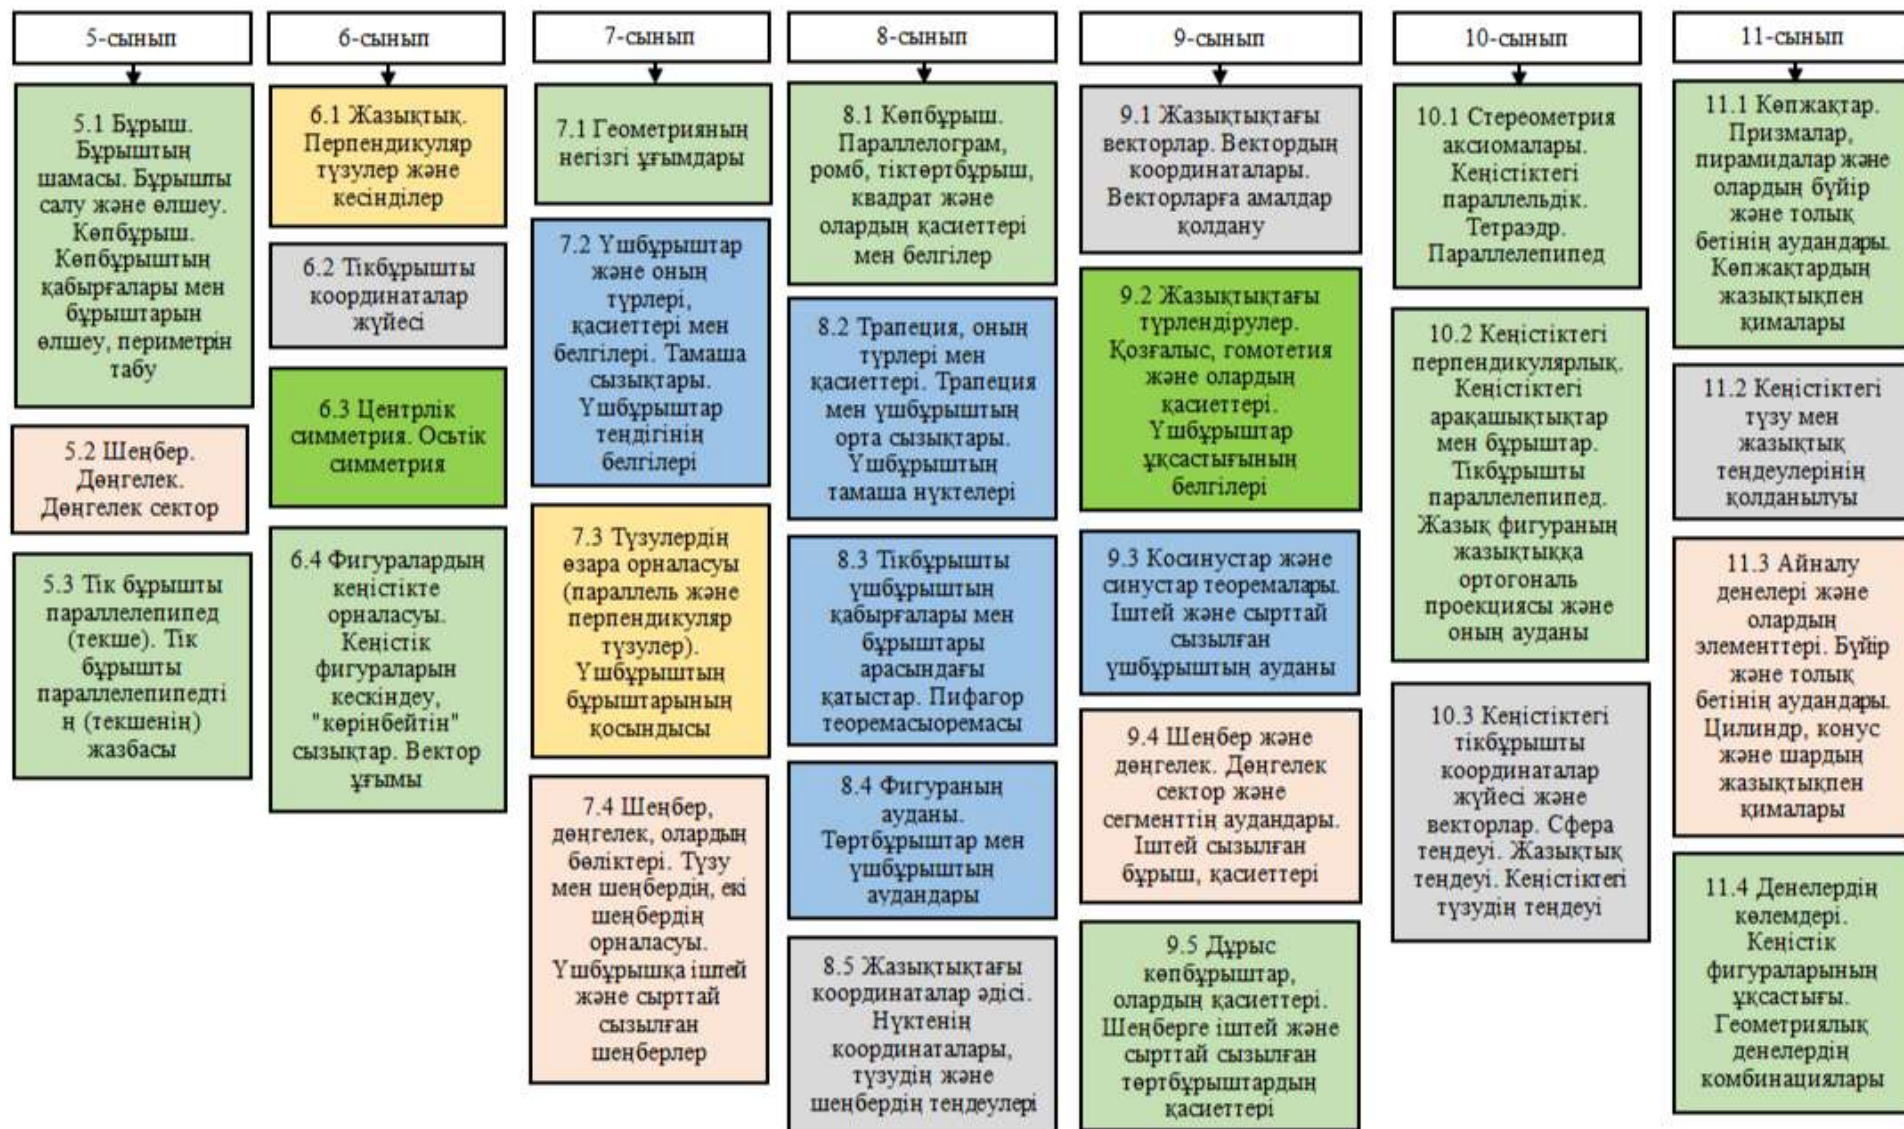 5-сынып
5.1 Бұрыш.
Бұрыштың
шамасы. Бұрышты
салу және өлшеу.
Көпбұрыш.
Көпбұрыштың
қабырғалары мен
бұрыштарын
өлшеу, периметрін
табу
5.2 Шеңбер.
Дөңгелек.
Дөңгелек сектор
5.3 Тік бұрышты
параллелепипед
(текше). Тік
бұрышты
параллелепипедті
ң (текшенің)
жазбасы
6-сынып
6.1 Жазықтық.
Перпендикуляр
түзулер және
кесінділер
6.2 Тікбұрышты
координаталар
жүйесі
6.3 Центрлік
симметрия. Осьтік
симметрия
6.4 Фигуралардың
кеңістікте
орналасуы.
Кеңістік
фигураларын
кескіндеу,
"көрінбейтін"
сызықтар. Вектор
ұғымы
7-сынып
7.1 Геометрияның
негізгі ұғымдары
7.2 Үшбұрыштар
және оның
түрлері,
қасиеттері мен
белгілері. Тамаша
сызықтары.
Үшбұрыштар
теңдігінің
белгілері
7.3 Түзулердің
өзара орналасуы
(параллель және
перпендикуляр
түзулер).
Үшбұрыштың
бұрыштарының
қосындысы
7.4 Шеңбер,
дөңгелек, олардың
бөліктері. Түзу
мен шеңбердің, екі
шеңбердің
орналасуы.
Үшбұрышқа іштей
және сырттай
сызылған
шеңберлер
8-сынып
8.1 Көпбұрыш.
Параллелограм,
ромб, тіктөртбұрыш,
квадрат және
олардың қасиеттері
мен белгілер
8.2 Трапеция, оның
түрлері мен
қасиеттері. Трапеция
мен үшбұрыштың
орта сызықтары.
Үшбұрыштың
тамаша нүктелері
8.3 Тікбұрышты
үшбұрыштың
қабырғалары мен
бұрыштары
арасындағы
қатыстар. Пифагор
теоремасыоремасы
8.4 Фигураның
ауданы.
Төртбұрыштар мен
үшбұрыштың
аудандары
8.5 Жазықтықтағы
координаталар әдісі.
Нүктенің
координаталары,
түзудің және
шеңбердің теңдеулері
9-сынып
9.1 Жазықтықтағы
векторлар. Вектордың
координаталары.
Векторларға амалдар
қолдану
9.2 Жазықтықтағы
түрлендірулер.
Қозғалыс, гомотетия
және олардың
қасиеттері.
Үшбұрыштар
ұқсастығының
белгілері
9.3 Косинустар және
синустар теоремалары.
Іштей және сырттай
сызылған
үшбұрыштың ауданы
9.4 Шеңбер және
дөңгелек. Дөңгелек
сектор және
сегменттің аудандары.
Іштей сызылған
бұрыш, қасиеттері
9.5 Дұрыс
көпбұрыштар,
олардың қасиеттері.
Шеңберге іштей және
сырттай сызылған
төртбұрыштардың
қасиеттері
10-сынып
10.1 Стереометрия
аксиомалары.
Кеңістіктегі
параллельдік.
Тетраэдр.
Параллелепипед
10.2 Кеңістіктегі
перпендикулярлық.
Кеңістіктегі
арақашықтықтар
мен бұрыштар.
Тікбұрышты
параллелепипед.
Жазық фигураның
жазықтыққа
ортогональ
проекциясы және
оның ауданы
10.3 Кеңістіктегі
тікбұрышты
координаталар
жүйесі және
векторлар. Сфера
теңдеуі. Жазықтық
теңдеуі. Кеңістіктегі
түзудің теңдеуі
11-сынып
11.1 Көпжақтар.
Призмалар,
пирамидалар және
олардың бүйір
және толық
бетінің аудандары.
Көпжақтардың
жазықтықпен
қималары
11.2 Кеңістіктегі
түзу мен
жазықтық
теңдеулерінің
қолданылуы
11.3 Айналу
денелері және
олардың
элементтері. Бүйір
және толық
бетінің аудандары.
Цилиндр, конус
және шардың
жазықтықпен
қималары
11.4 Денелердің
көлемдері.
Кеңістік
фигураларының
ұқсастығы.
Геометриялық
денелердің
комбинациялары